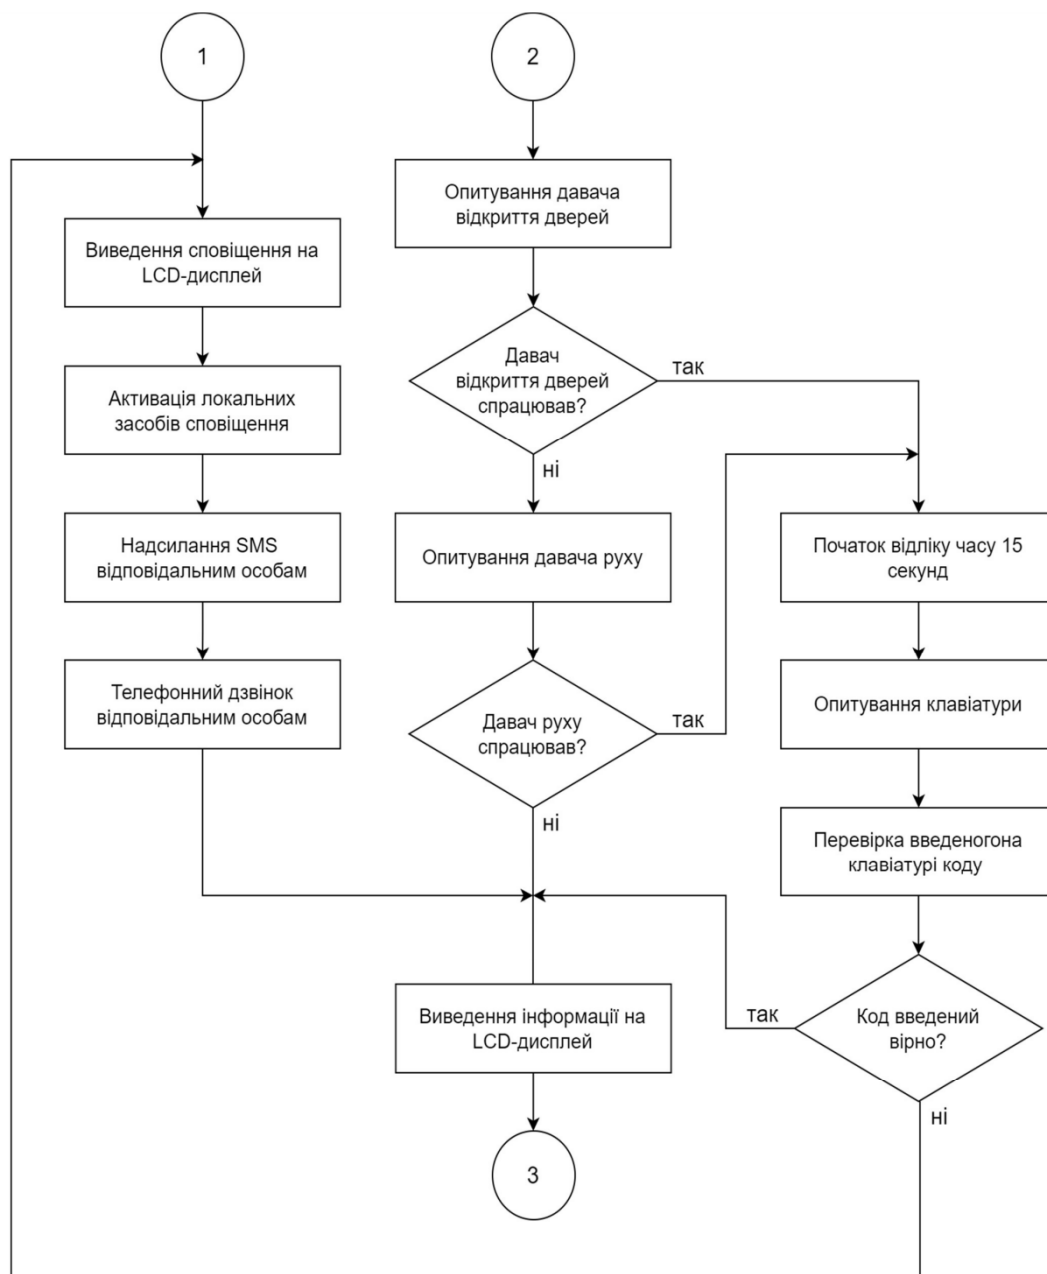 1
Виведення сповіщення на
LCD-дисплей
Активація локальних
засобів сповіщення
Надсилання SMS
відповідальним особам
Телефонний дзвінок
відповідальним особам
2
Опитування давача
відкриття дверей
Давач
відкриття дверей
спрацював?
так
ні
Опитування давача руху
Давач руху
спрацював?
так
ні
Початок відліку часу 15
секунд
Опитування клавіатури
Перевірка введеногона
клавіатурі коду
Код введений
вірно?
так
ні
Виведення інформації на
LCD-дисплей
3